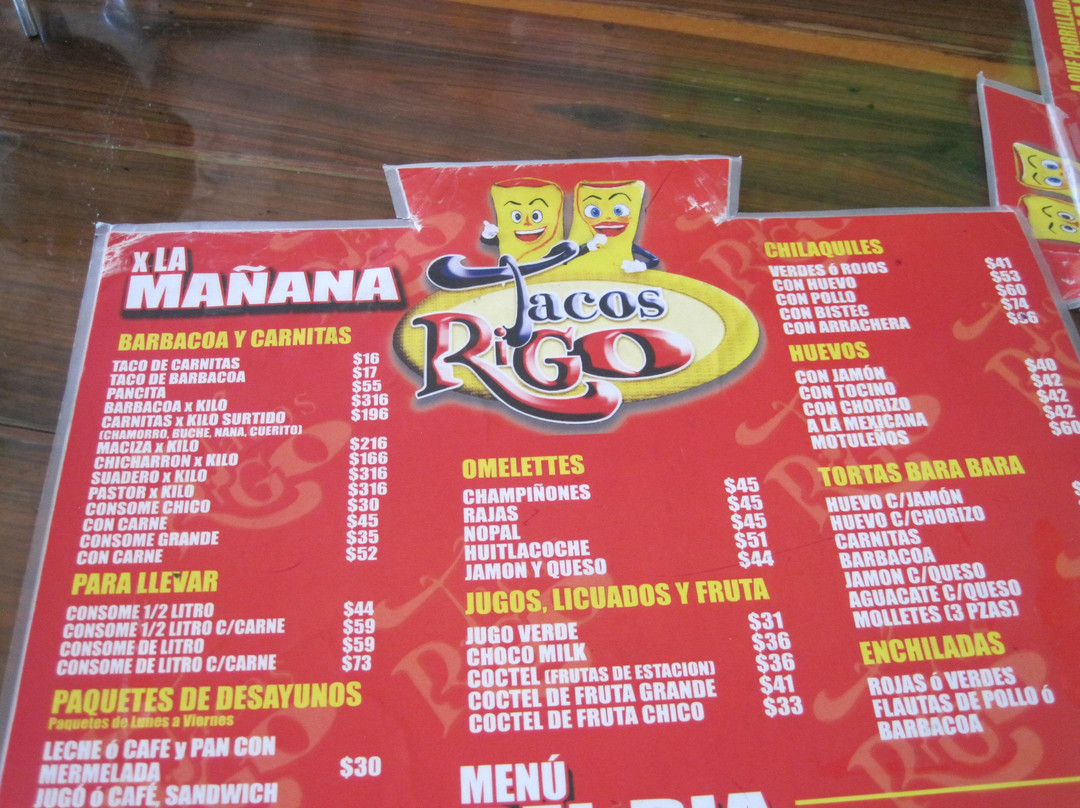 X LA
MAÑANA
BARBACOA Y CARNITAS
TACO DE CARNITAS $16
TACO DE BARBACOA $17
PANCITA $55
BARBACOA x KILO $316
CARNITAS x KILO SURTIDO $196
(CHAMORRO, BUCHE, NANA, CUERITO)
MACIZA x KILO $216
CHICHARRON x KILO $166
SUADERO x KILO $316
PASTOR x KILO $316
CONSOME CHICO $30
CON CARNE $45
CONSOME GRANDE $35
CON CARNE $52
PARA LLEVAR
CONSOME 1/2 LITRO $44
CONSOME 1/2 LITRO C/CARNE $59
CONSOME DE LITRO $59
CONSOME DE LITRO C/CARNE $73
PAQUETES DE DESAYUNOS
Paquetes de Lunes a Viernes
LECHE ó CAFE y PAN CON
MERMELADA $30
JUGÓ ó CAFÉ, SANDWICH
Tacos
RiGO
OMELETTES
CHAMPIÑONES $45
RAJAS $45
NOPAL $45
HUITLACOCHE $51
JAMON Y QUESO $44
JUGOS, LICUADOS Y FRUTA
JUGO VERDE $31
CHOCO MILK $36
COCTEL (FRUTAS DE ESTACION) $36
COCTEL DE FRUTA GRANDE $41
COCTEL DE FRUTA CHICO $33
MENÚ
CHILAQUILES
VERDES ó ROJOS $41
CON HUEVO $53
CON POLLO $60
CON BISTEC $74
CON ARRACHERA
HUEVOS
CON JAMÓN $40
CON TOCINO $42
CON CHORIZO $42
A LA MEXICANA $42
MOTULEÑOS $60
TORTAS BARA BARA
HUEVO C/JAMÓN
HUEVO C/CHORIZO
CARNITAS
BARBACOA
JAMON C/QUESO
AGUACATE C/QUESO
MOLLETES (3 PZAS)
ENCHILADAS
ROJAS ó VERDES
FLAUTAS DE POLLO ó
BARBACOA